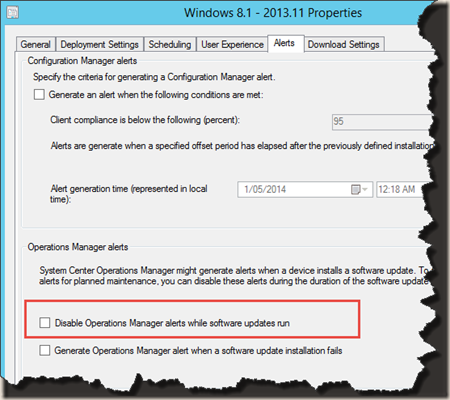 Windows 8.1 - 2013.11 Properties
General
Deployment Settings
Scheduling
User Experience
Alerts
Download Settings
Configuration Manager alerts
Specify the criteria for generating a Configuration Manager alert.
Generate an alert when the following conditions are met:
Client compliance is below the following (percent):
95
Alerts are generate when a specified offset period has elapsed after the previously defined installation
Alert generation time (represented in local
time):
1/05/2014
12:18 AM
Operations Manager alerts
System Center Operations Manager might generate alerts when a device installs a software update. To
alerts for planned maintenance, you can disable these alerts during the duration of the software update
Disable Operations Manager alerts while software updates run
Generate Operations Manager alert when a software update installation fails